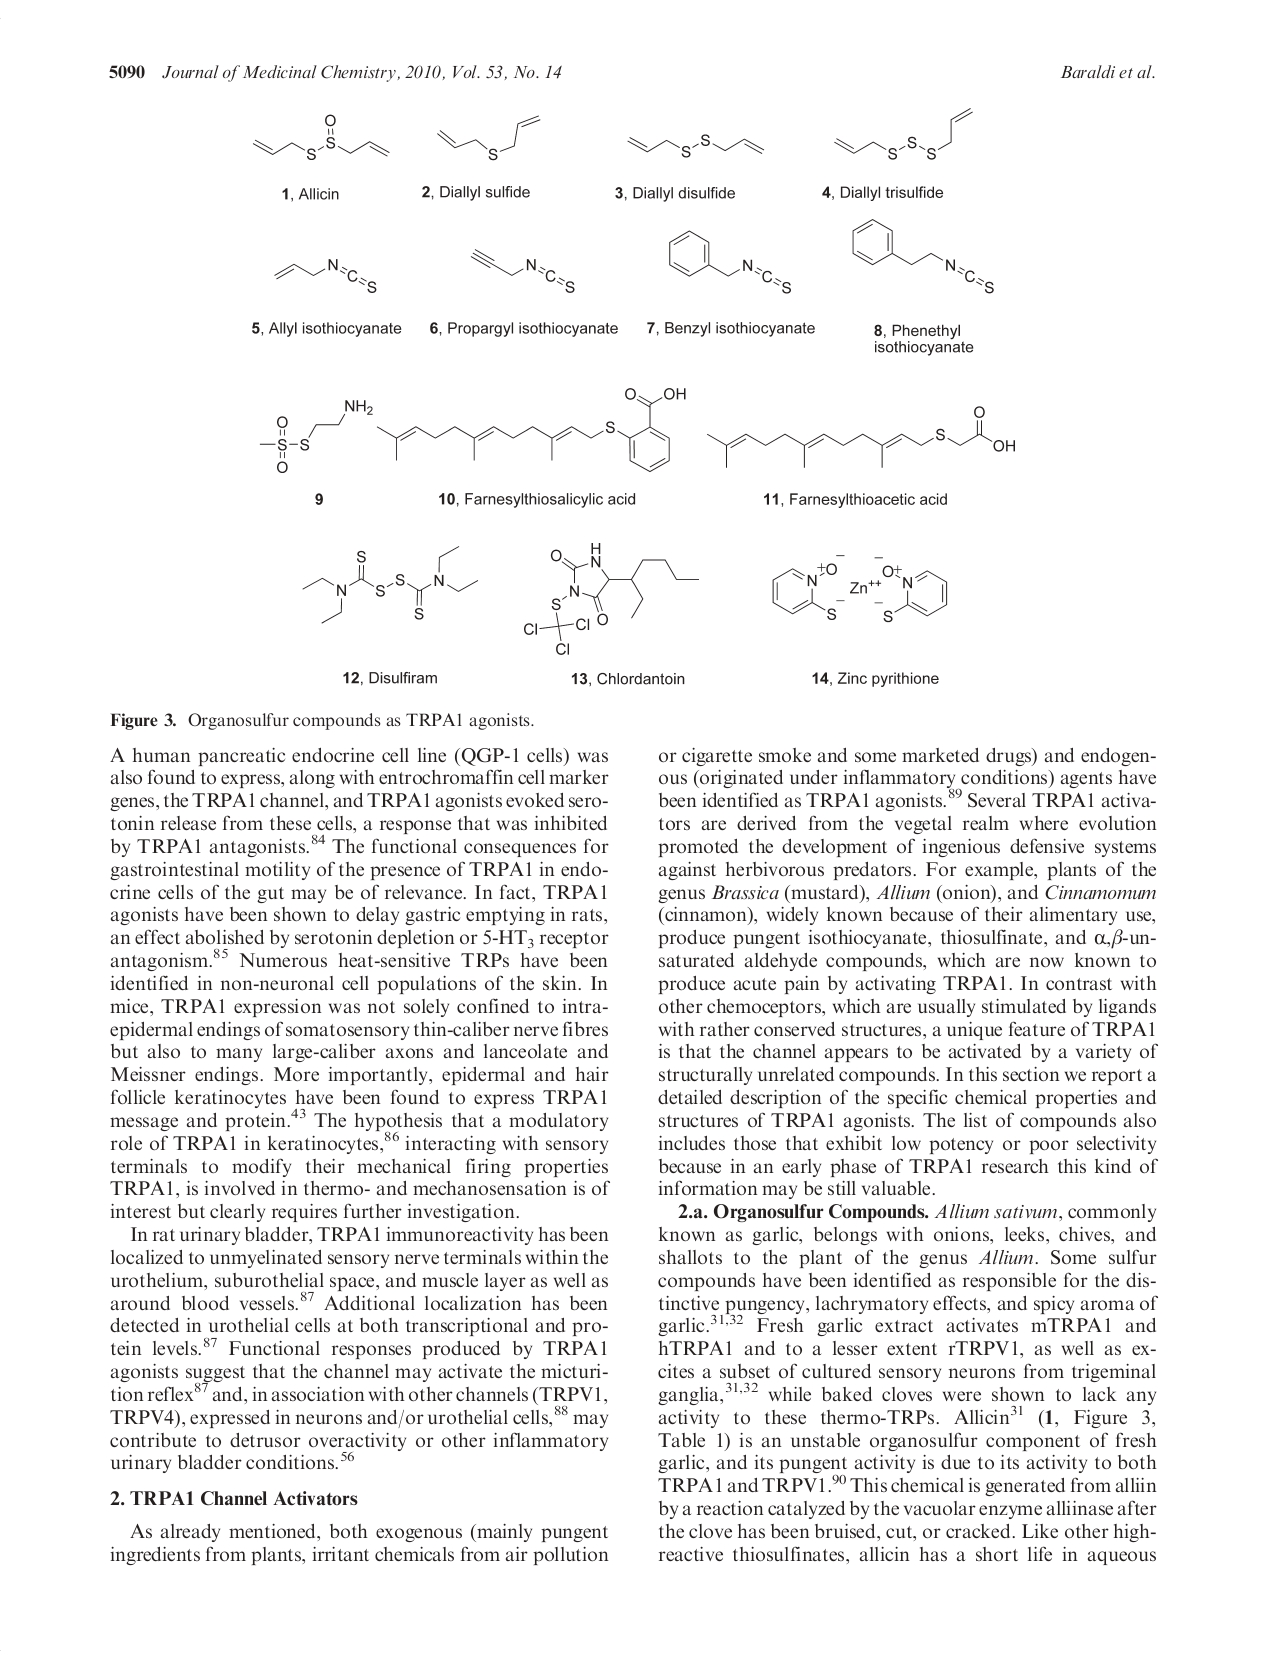 5090 Journal of Medicinal Chemistry, 2010, Vol. 53, No. 14
Baraldi et al.
O
S
S
S
S
S
S
S
S
1, Allicin
2, Diallyl sulfide
3, Diallyl disulfide
4, Diallyl trisulfide
N
C
S
N
C
S
N
C
S
N
C
S
5, Allyl isothiocyanate
6, Propargyl isothiocyanate
7, Benzyl isothiocyanate
8, Phenethyl
isothiocyanate
NH2
O
S
S
O
O
OH
S
O
S
OH
9
10, Farnesylthiosalicylic acid
11, Farnesylthioacetic acid
S
N
S
S
N
S
O
H
N
N
S
O
Cl
Cl
Cl
+
O
–
N
S
–
Zn++
–
O+
N
–
S
12, Disulfiram
13, Chlordantoin
14, Zinc pyrithione
Figure 3. Organosulfur compounds as TRPA1 agonists.
A human pancreatic endocrine cell line (QGP-1 cells) was
also found to express, along with entrochromaffin cell marker
genes, the TRPA1 channel, and TRPA1 agonists evoked sero-
tonin release from these cells, a response that was inhibited
by TRPA1 antagonists.84 The functional consequences for
gastrointestinal motility of the presence of TRPA1 in endo-
crine cells of the gut may be of relevance. In fact, TRPA1
agonists have been shown to delay gastric emptying in rats,
an effect abolished by serotonin depletion or 5-HT3 receptor
antagonism.85 Numerous heat-sensitive TRPs have been
identified in non-neuronal cell populations of the skin. In
mice, TRPA1 expression was not solely confined to intra-
epidermal endings of somatosensory thin-caliber nerve fibres
but also to many large-caliber axons and lanceolate and
Meissner endings. More importantly, epidermal and hair
follicle keratinocytes have been found to express TRPA1
message and protein.43 The hypothesis that a modulatory
role of TRPA1 in keratinocytes,86 interacting with sensory
terminals to modify their mechanical firing properties
TRPA1, is involved in thermo- and mechanosensation is of
interest but clearly requires further investigation.
In rat urinary bladder, TRPA1 immunoreactivity has been
localized to unmyelinated sensory nerve terminals within the
urothelium, suburothelial space, and muscle layer as well as
around blood vessels.87 Additional localization has been
detected in urothelial cells at both transcriptional and pro-
tein levels.87 Functional responses produced by TRPA1
agonists suggest that the channel may activate the micturi-
tion reflex87 and, in association with other channels (TRPV1,
TRPV4), expressed in neurons and/or urothelial cells,88 may
contribute to detrusor overactivity or other inflammatory
urinary bladder conditions.56
2. TRPA1 Channel Activators
As already mentioned, both exogenous (mainly pungent
ingredients from plants, irritant chemicals from air pollution
or cigarette smoke and some marketed drugs) and endogen-
ous (originated under inflammatory conditions) agents have
been identified as TRPA1 agonists.89 Several TRPA1 activa-
tors are derived from the vegetal realm where evolution
promoted the development of ingenious defensive systems
against herbivorous predators. For example, plants of the
genus Brassica (mustard), Allium (onion), and Cinnamomum
(cinnamon), widely known because of their alimentary use,
produce pungent isothiocyanate, thiosulfinate, and α,β-un-
saturated aldehyde compounds, which are now known to
produce acute pain by activating TRPA1. In contrast with
other chemoceptors, which are usually stimulated by ligands
with rather conserved structures, a unique feature of TRPA1
is that the channel appears to be activated by a variety of
structurally unrelated compounds. In this section we report a
detailed description of the specific chemical properties and
structures of TRPA1 agonists. The list of compounds also
includes those that exhibit low potency or poor selectivity
because in an early phase of TRPA1 research this kind of
information may be still valuable.
2.a. Organosulfur Compounds. Allium sativum, commonly
known as garlic, belongs with onions, leeks, chives, and
shallots to the plant of the genus Allium. Some sulfur
compounds have been identified as responsible for the dis-
tinctive pungency, lachrymatory effects, and spicy aroma of
garlic.31,32 Fresh garlic extract activates mTRPA1 and
hTRPA1 and to a lesser extent rTRPV1, as well as ex-
cites a subset of cultured sensory neurons from trigeminal
ganglia,31,32 while baked cloves were shown to lack any
activity to these thermo-TRPs. Allicin31 (1, Figure 3,
Table 1) is an unstable organosulfur component of fresh
garlic, and its pungent activity is due to its activity to both
TRPA1 and TRPV1.90 This chemical is generated from alliin
by a reaction catalyzed by the vacuolar enzyme alliinase after
the clove has been bruised, cut, or cracked. Like other high-
reactive thiosulfinates, allicin has a short life in aqueous